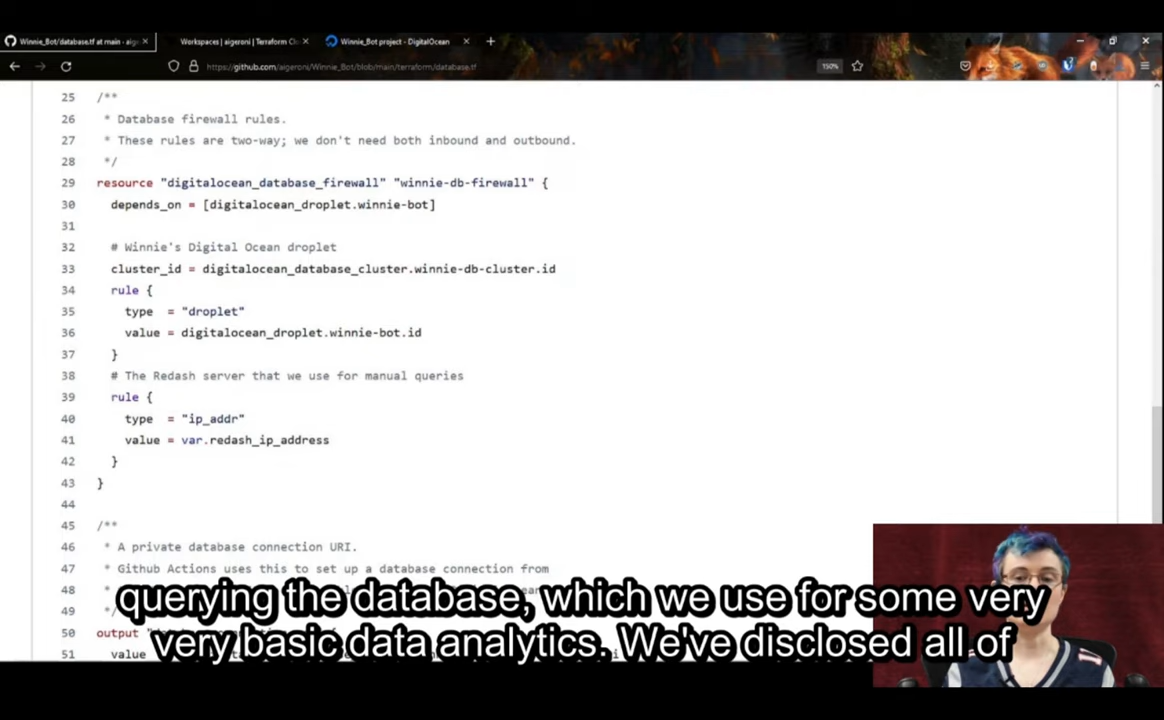 Winnie_Bot/database.tf at main · aige
Workspaces | aigeroni | Terraform Cl
Winnie_Bot project - DigitalOcean
https://github.com/aigeroni/Winnie_Bot/blob/main/terraform/database.tf
150%
25 /**
26 * Database firewall rules.
27 * These rules are two-way; we don't need both inbound and outbound.
28 */
29 resource "digitalocean_database_firewall" "winnie-db-firewall" {
30 depends_on = [digitalocean_droplet.winnie-bot]
31
32 # Winnie's Digital Ocean droplet
33 cluster_id = digitalocean_database_cluster.winnie-db-cluster.id
34 rule {
35 type = "droplet"
36 value = digitalocean_droplet.winnie-bot.id
37 }
38 # The Redash server that we use for manual queries
39 rule {
40 type = "ip_addr"
41 value = var.redash_ip_address
42 }
43 }
44
45 /**
46 * A private database connection URI.
47 * Github Actions uses this to set up a database connection from
48
49
50 output
51 value
querying the database, which we use for some very
very basic data analytics. We've disclosed all of